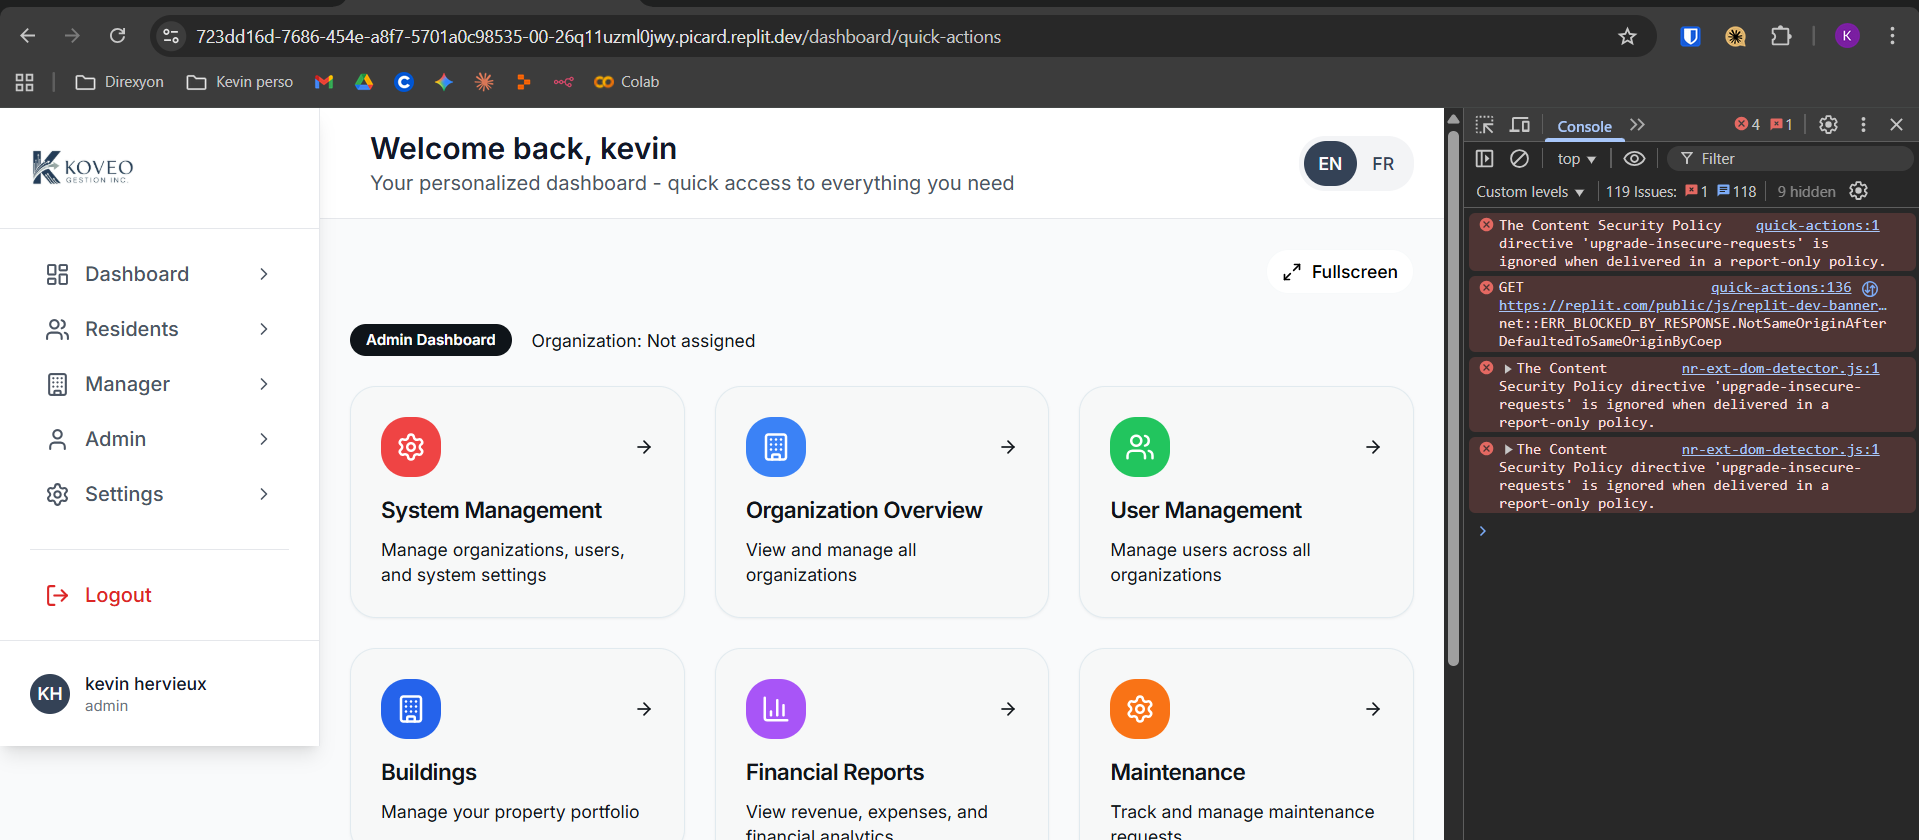 723dd16d-7686-454e-a8f7-5701a0c98535-00-26q11uzml0jwy.picard.replit.dev/dashboard/quick-actions
K
Direxyon
Kevin perso
Colab
KOVEO
GESTION INC.
Dashboard
Residents
Manager
Admin
Settings
Logout
KH
kevin hervieux
admin
Welcome back, kevin
Your personalized dashboard - quick access to everything you need
EN FR
Fullscreen
Admin Dashboard
Organization: Not assigned
System Management
Manage organizations, users,
and system settings
Organization Overview
View and manage all
organizations
User Management
Manage users across all
organizations
Buildings
Manage your property portfolio
Financial Reports
View revenue, expenses, and
financial analytics
Maintenance
Track and manage maintenance
requests
Console
4 1
top
Filter
Custom levels
119 Issues: 1 118
9 hidden
The Content Security Policy quick-actions:1
directive 'upgrade-insecure-requests' is
ignored when delivered in a report-only policy.
GET quick-actions:136
https://replit.com/public/js/replit-dev-banner…
net::ERR_BLOCKED_BY_RESPONSE.NotSameOriginAfter
DefaultedToSameOriginByCoep
The Content nr-ext-dom-detector.js:1
Security Policy directive 'upgrade-insecure-
requests' is ignored when delivered in a
report-only policy.
The Content nr-ext-dom-detector.js:1
Security Policy directive 'upgrade-insecure-
requests' is ignored when delivered in a
report-only policy.